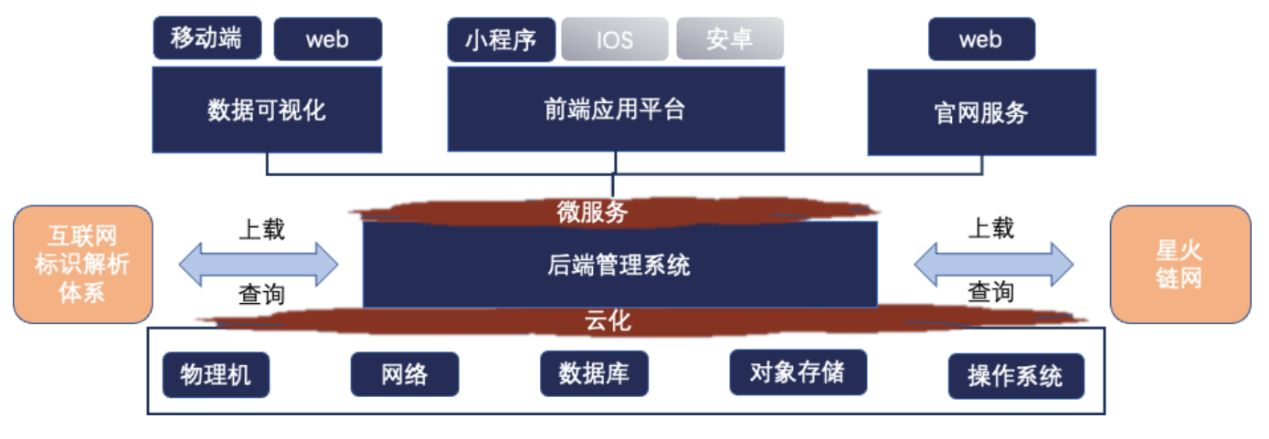 移动端
web
小程序
IOS
安卓
web
数据可视化
前端应用平台
官网服务
微服务
互联网
标识解析
体系
上载
查询
后端管理系统
上载
查询
星火
链网
云化
物理机
网络
数据库
对象存储
操作系统